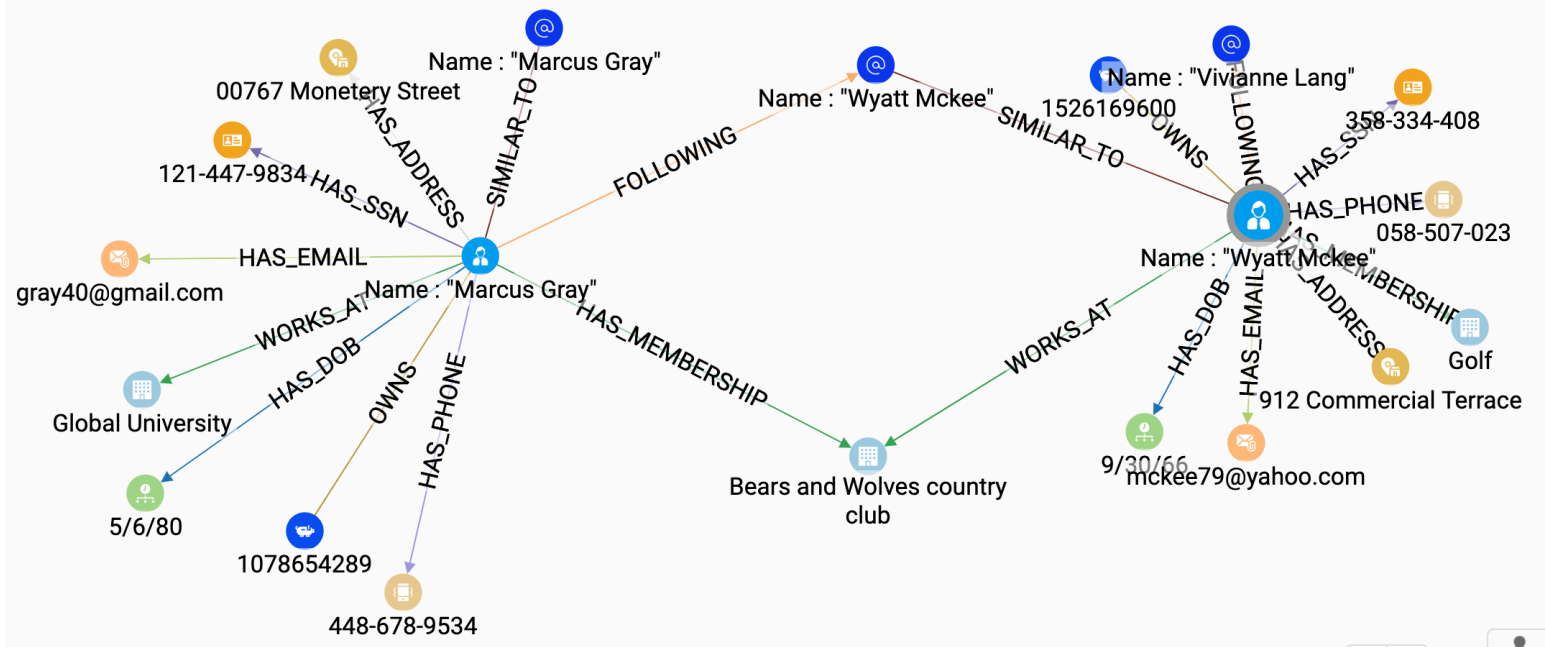 Name : "Marcus Gray"
00767 Monetery Street
HAS_ADDRESS
SIMILAR_TO
121-447-9834
HAS_SSN
HAS_EMAIL
gray40@gmail.com
Name : "Marcus Gray"
WORKS_AT
Global University
HAS_DOB
5/6/80
OWNS
1078654289
HAS_PHONE
448-678-9534
FOLLOWING
Name : "Wyatt Mckee"
SIMILAR_TO
HAS_MEMBERSHIP
WORKS_AT
Bears and Wolves country
club
Name : "Vivianne Lang"
1526169600
OWNS
FOLLOWING
358-334-408
HAS_SSN
HAS_PHONE
058-507-023
Name : "Wyatt Mckee"
HAS_MEMBERSHIP
Golf
HAS_ADDRESS
912 Commercial Terrace
HAS_DOB
9/30/66
HAS_EMAIL
mckee79@yahoo.com